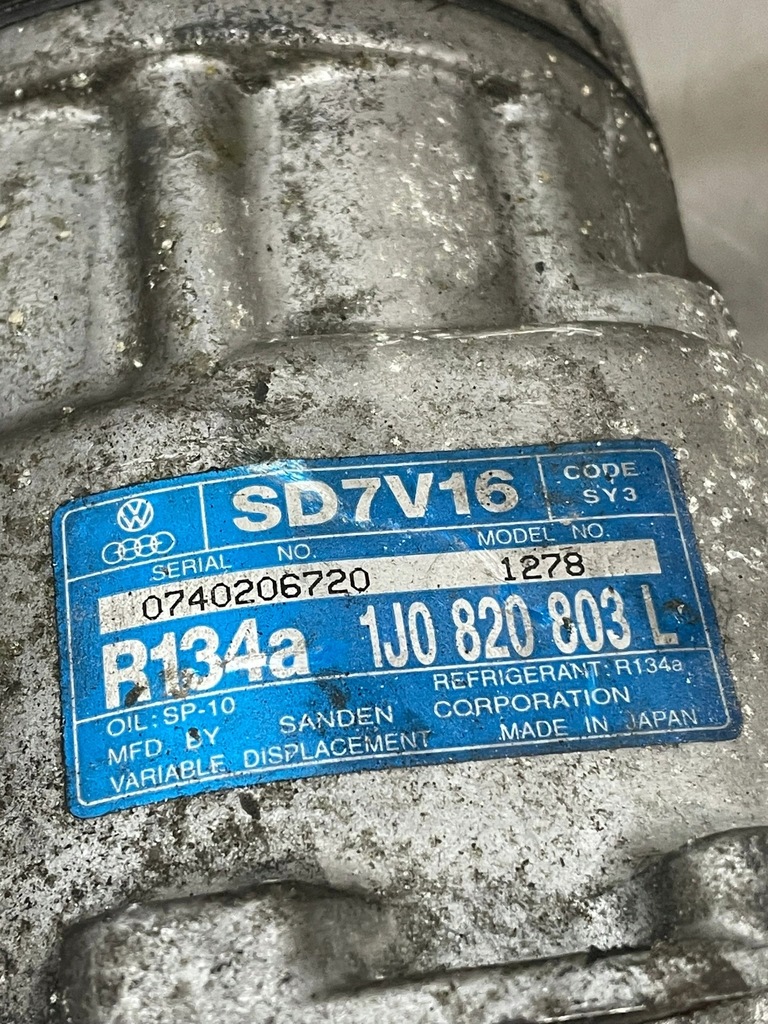 SD7V16
CODE
SY3
SERIAL NO.
MODEL NO.
0740206720
1278
R134a
1J0 820 803 L
OIL: SP-10
REFRIGERANT: R134a
MFD BY SANDEN CORPORATION
VARIABLE DISPLACEMENT
MADE IN JAPAN